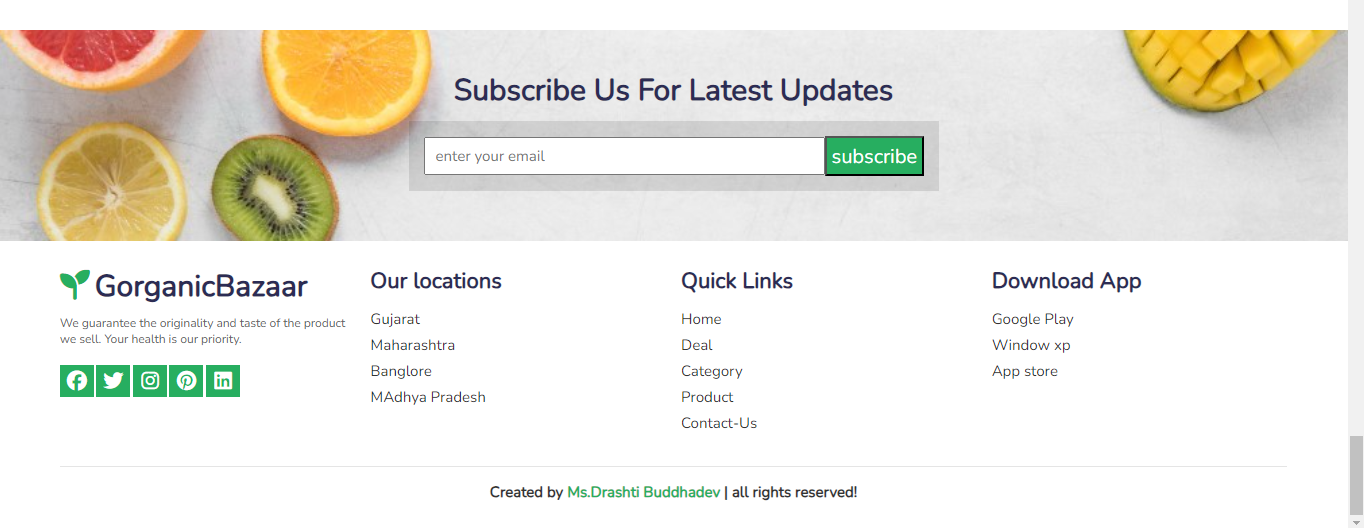 Subscribe Us For Latest Updates
enter your email
subscribe
GorganicBazaar
We guarantee the originality and taste of the product
we sell. Your health is our priority.
Our locations
Gujarat
Maharashtra
Banglore
MAdhya Pradesh
Quick Links
Home
Deal
Category
Product
Contact-Us
Download App
Google Play
Window xp
App store
Created by Ms.Drashti Buddhadev | all rights reserved!